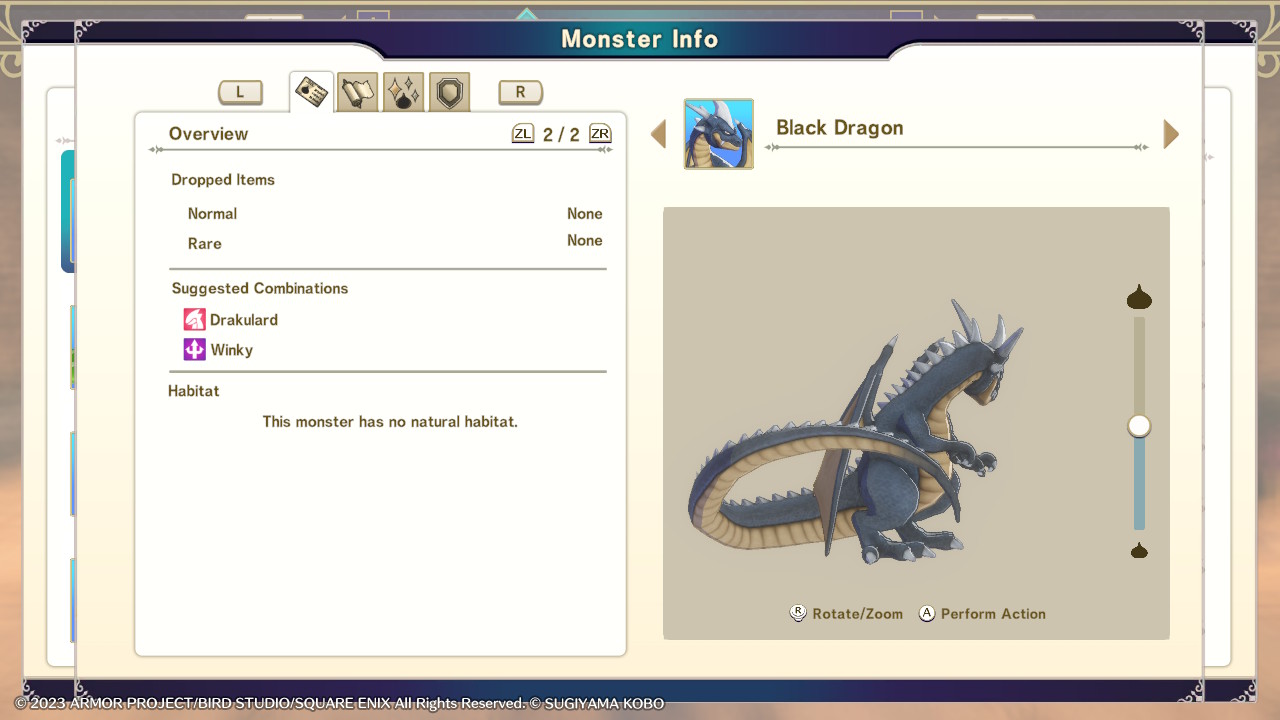 Monster Info
L
R
Overview
ZL 2 / 2 ZR
Dropped Items
Normal None
Rare None
Suggested Combinations
Drakulard
Winky
Habitat
This monster has no natural habitat.
Black Dragon
R Rotate/Zoom A Perform Action
© 2023 ARMOR PROJECT/BIRD STUDIO/SQUARE ENIX All Rights Reserved. © SUGIYAMA KOBO